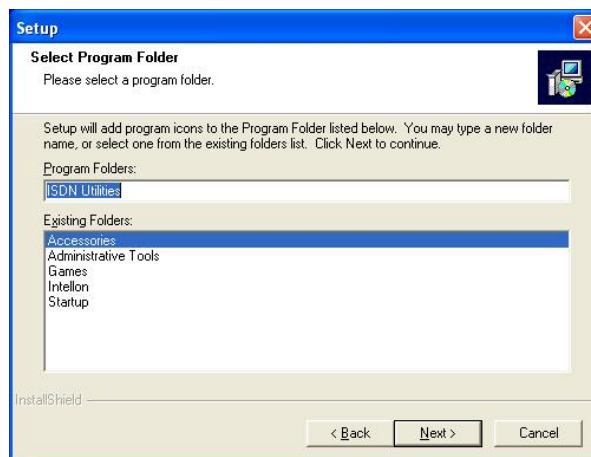 Setup
Select Program Folder
Please select a program folder.
Setup will add program icons to the Program Folder listed below. You may type a new folder
name, or select one from the existing folders list. Click Next to continue.
Program Folders:
ISDN Utilities
Existing Folders:
Accessories
Administrative Tools
Games
Intellon
Startup
InstallShield
< Back Next > Cancel